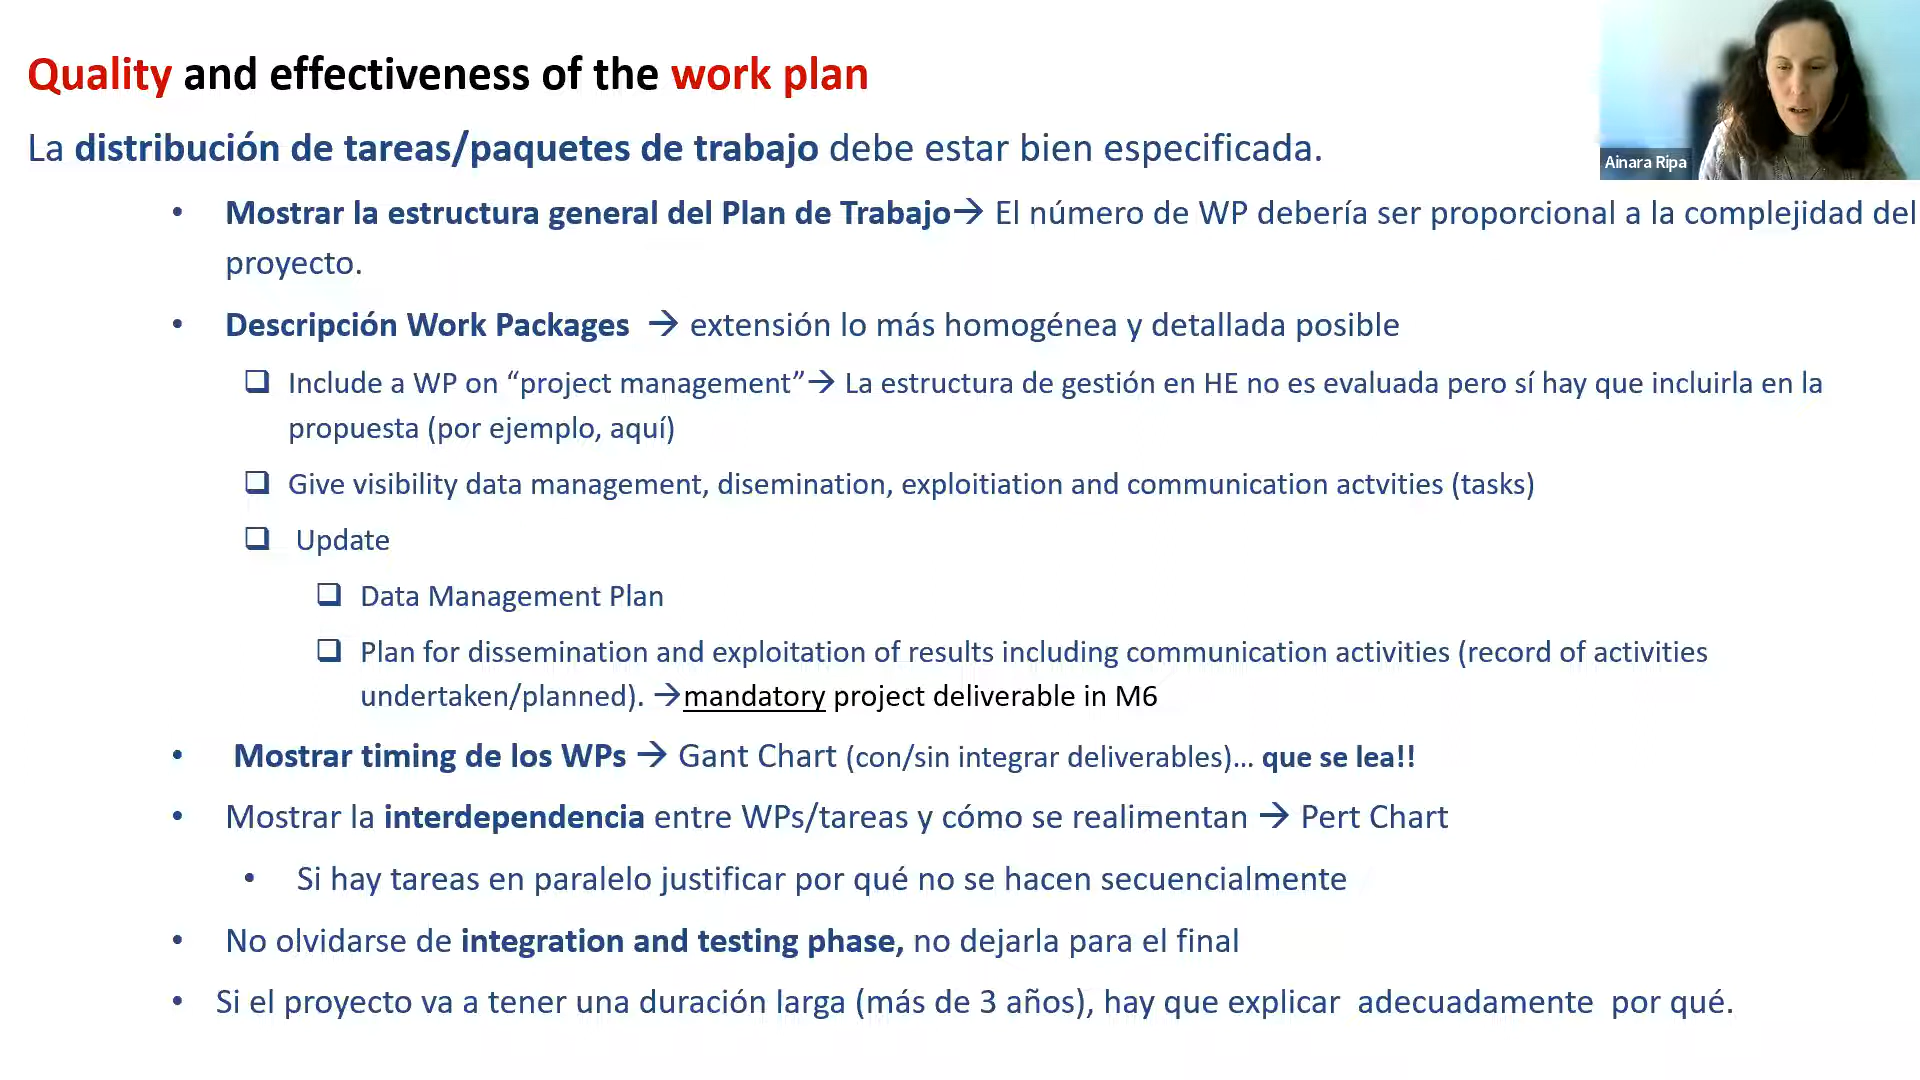 Quality and effectiveness of the work plan
Ainara Ripa
La distribución de tareas/paquetes de trabajo debe estar bien especificada.
• Mostrar la estructura general del Plan de Trabajo→ El número de WP debería ser proporcional a la complejidad del
proyecto.
• Descripción Work Packages → extensión lo más homogénea y detallada posible
❑ Include a WP on “project management”→ La estructura de gestión en HE no es evaluada pero sí hay que incluirla en la
propuesta (por ejemplo, aquí)
❑ Give visibility data management, disemination, exploitiation and communication actvities (tasks)
❑ Update
❑ Data Management Plan
❑ Plan for dissemination and exploitation of results including communication activities (record of activities
undertaken/planned). →mandatory project deliverable in M6
• Mostrar timing de los WPs → Gant Chart (con/sin integrar deliverables)… que se lea!!
• Mostrar la interdependencia entre WPs/tareas y cómo se realimentan → Pert Chart
• Si hay tareas en paralelo justificar por qué no se hacen secuencialmente
• No olvidarse de integration and testing phase, no dejarla para el final
• Si el proyecto va a tener una duración larga (más de 3 años), hay que explicar adecuadamente por qué.